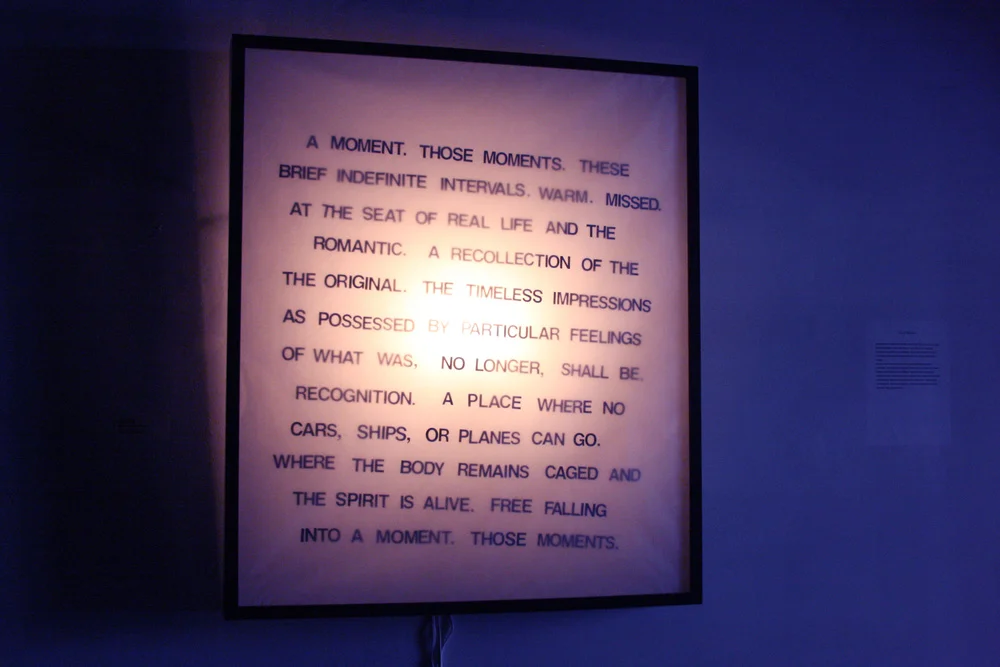 A MOMENT. THOSE MOMENTS. THESE
BRIEF INDEFINITE INTERVALS. WARM. MISSED.
AT THE SEAT OF REAL LIFE AND THE
ROMANTIC. A RECOLLECTION OF THE
THE ORIGINAL. THE TIMELESS IMPRESSIONS
AS POSSESSED BY PARTICULAR FEELINGS
OF WHAT WAS, NO LONGER, SHALL BE.
RECOGNITION. A PLACE WHERE NO
CARS, SHIPS, OR PLANES CAN GO.
WHERE THE BODY REMAINS CAGED AND
THE SPIRIT IS ALIVE. FREE FALLING
INTO A MOMENT. THOSE MOMENTS.